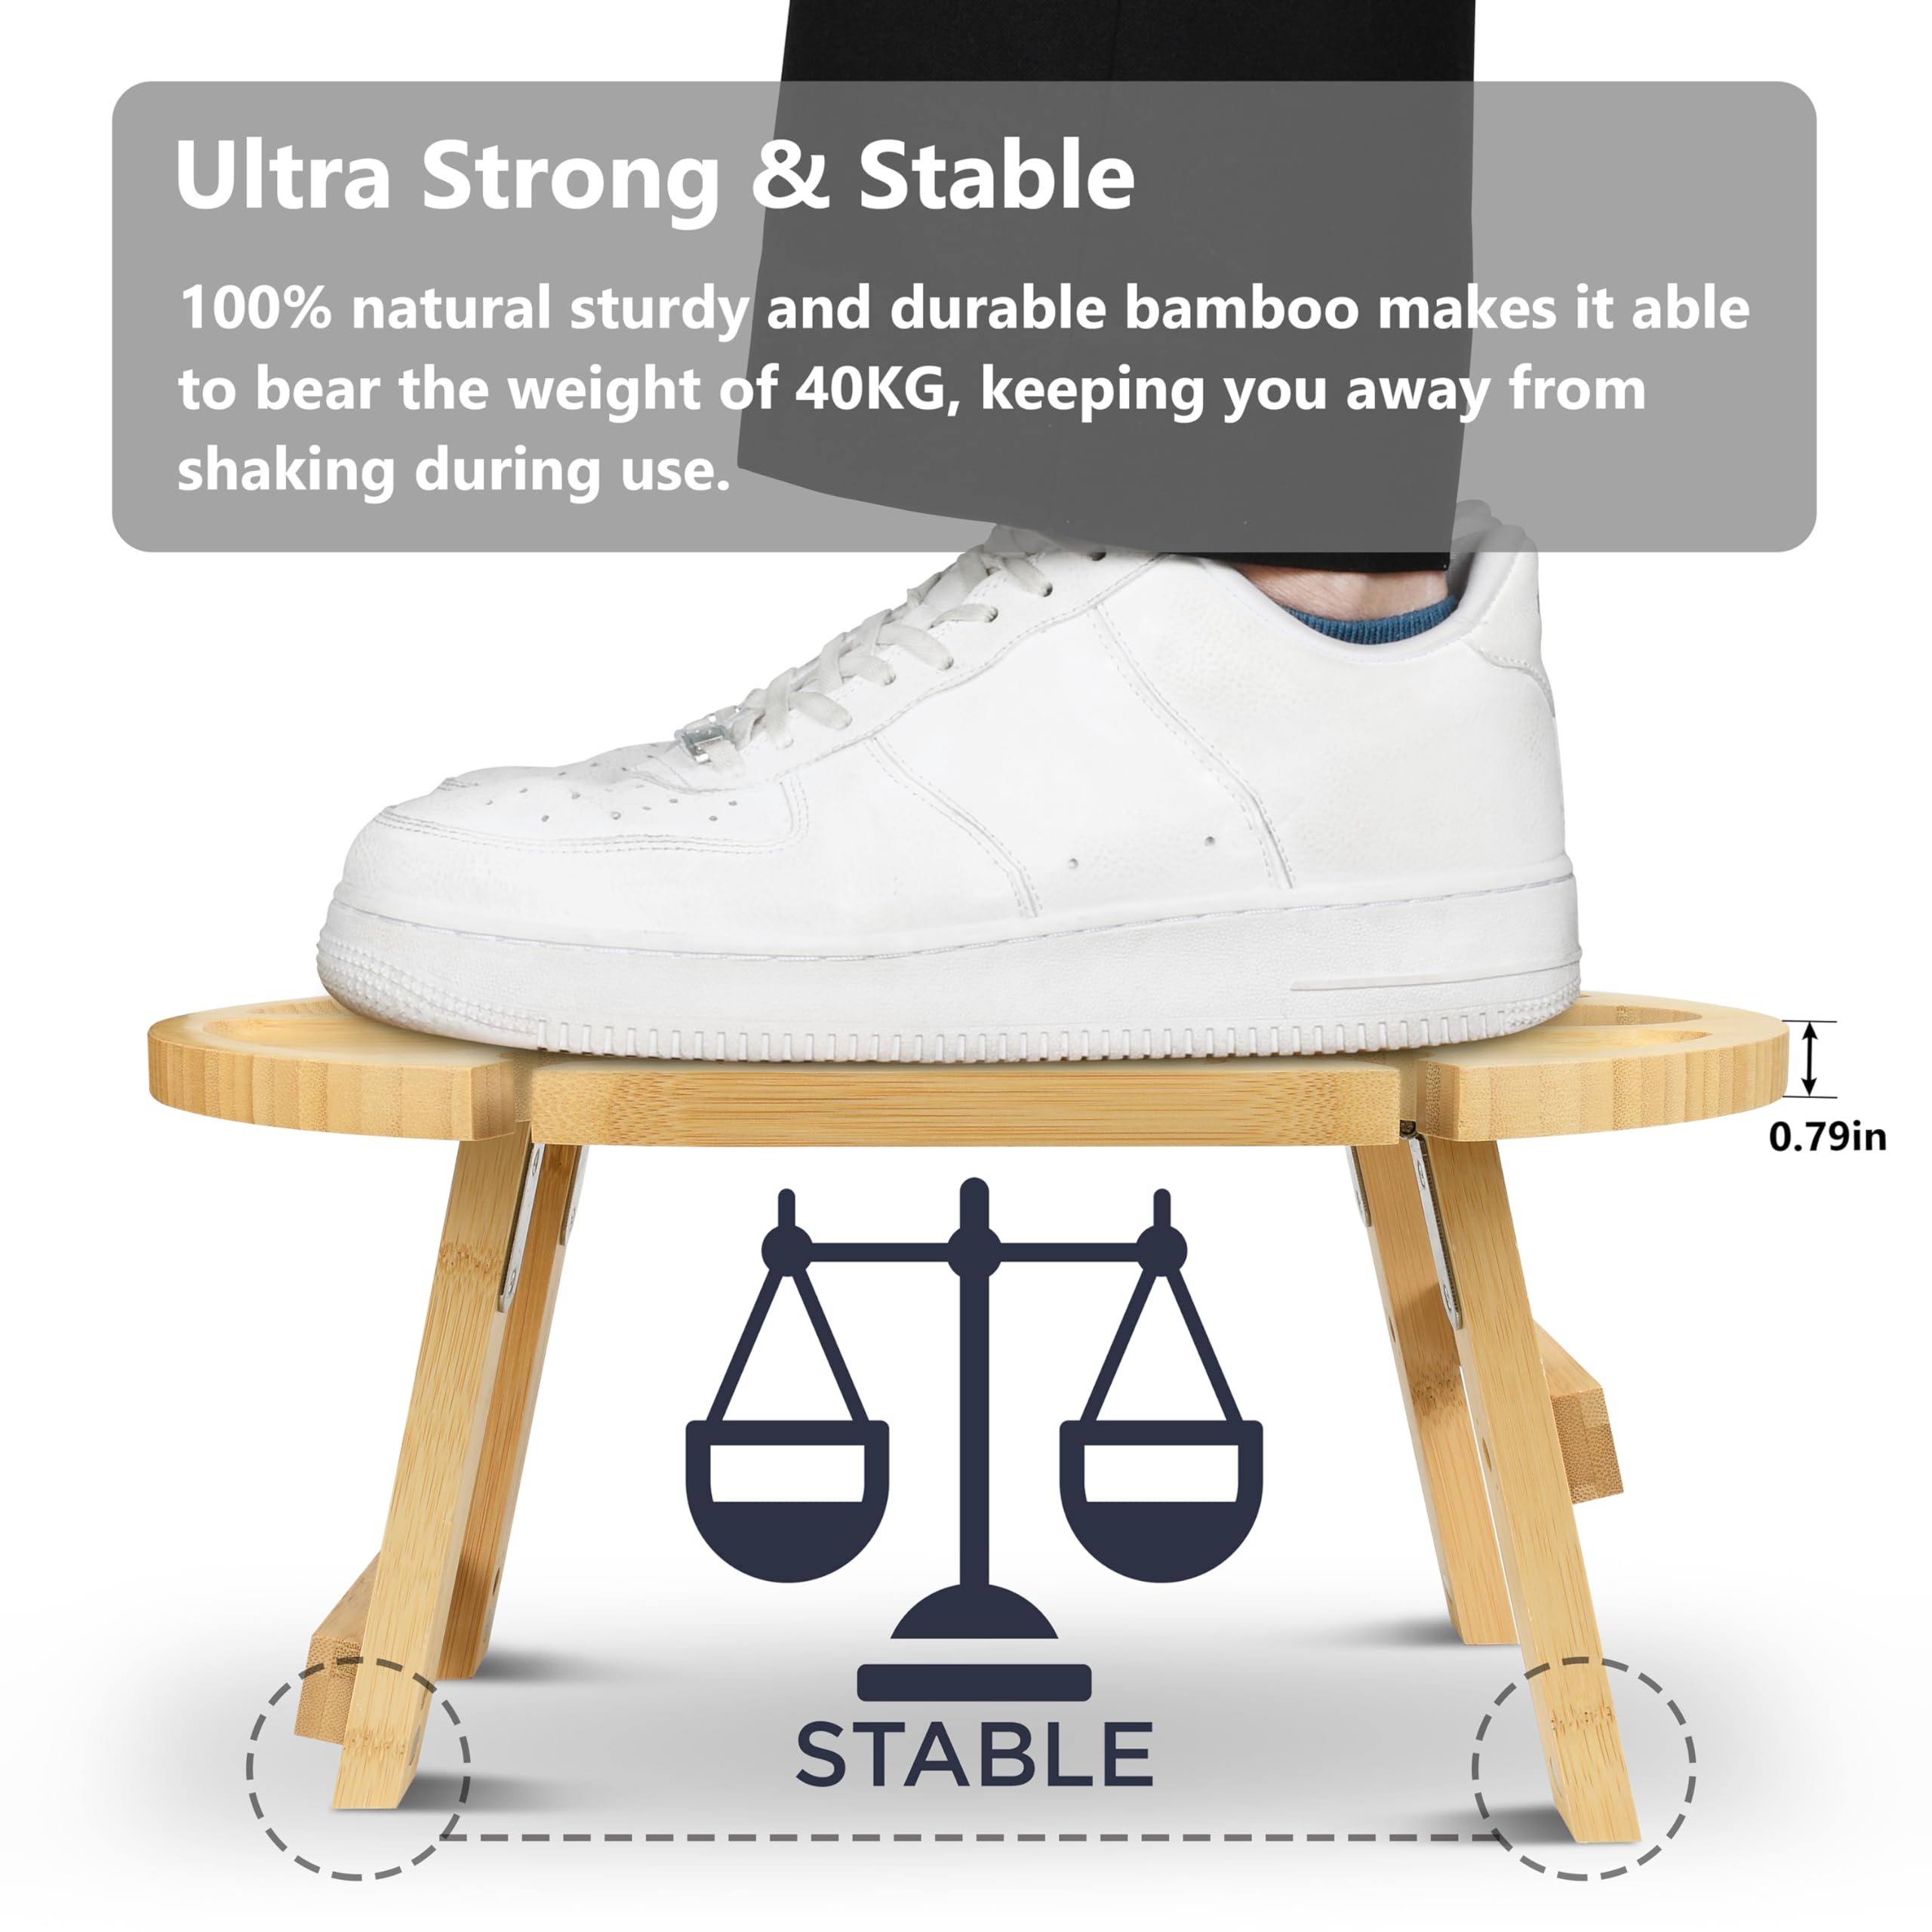 Ultra Strong & Stable
100% natural sturdy and durable bamboo makes it able
to bear the weight of 40KG, keeping you away from
shaking during use.
0.79in
STABLE